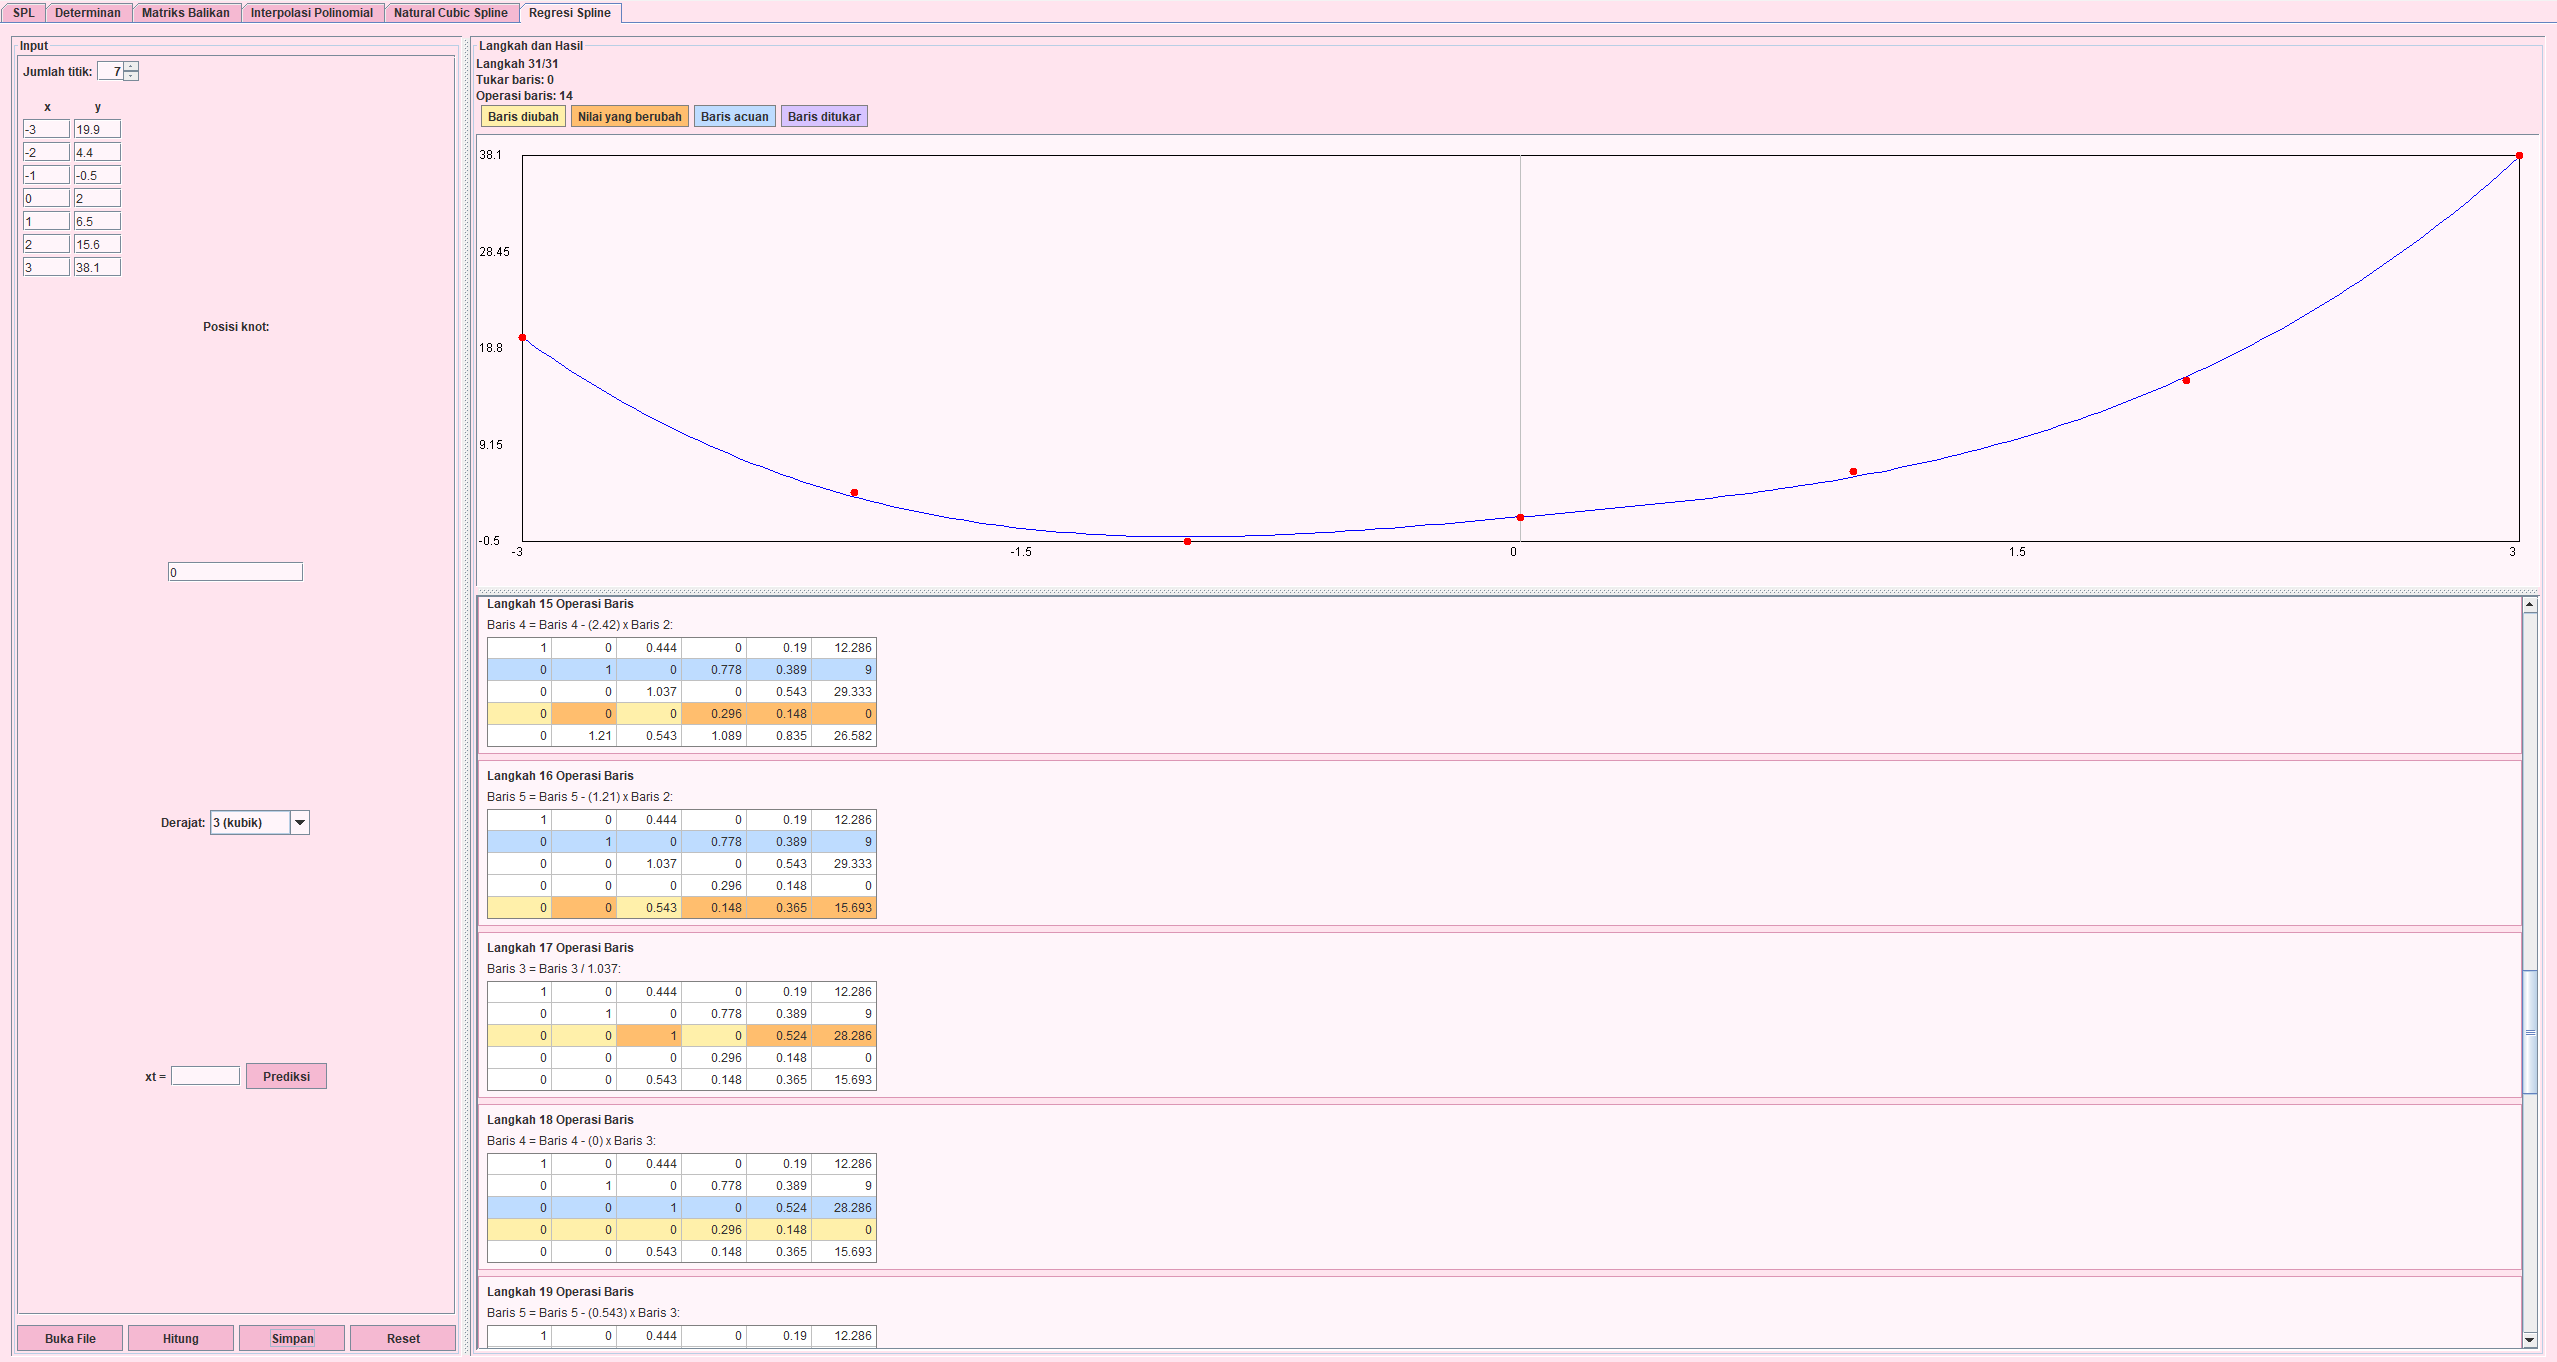 SPL Determinan Matriks Balikan Interpolasi Polinomial Natural Cubic Spline Regresi Spline
Input
Jumlah titik: 7
x y
-3 19.9
-2 4.4
-1 -0.5
0 2
1 6.5
2 15.6
3 38.1
Posisi knot:
0
Derajat: 3 (kubik)
xt = Prediksi
Buka File Hitung Simpan Reset
Langkah dan Hasil
Langkah 31/31
Tukar baris: 0
Operasi baris: 14
Baris diubah Nilai yang berubah Baris acuan Baris ditukar
38.1
28.45
18.8
9.15
-0.5
-3 -1.5 0 1.5 3
Langkah 15 Operasi Baris
Baris 4 = Baris 4 - (2.42) x Baris 2:
1 0 0.444 0 0.19 12.286
0 1 0 0.778 0.389 9
0 0 1.037 0 0.543 29.333
0 0 0 0.296 0.148 0
0 1.21 0.543 1.089 0.835 26.582
Langkah 16 Operasi Baris
Baris 5 = Baris 5 - (1.21) x Baris 2:
1 0 0.444 0 0.19 12.286
0 1 0 0.778 0.389 9
0 0 1.037 0 0.543 29.333
0 0 0 0.296 0.148 0
0 0 0.543 0.148 0.365 15.693
Langkah 17 Operasi Baris
Baris 3 = Baris 3 / 1.037:
1 0 0.444 0 0.19 12.286
0 1 0 0.778 0.389 9
0 0 1 0 0.524 28.286
0 0 0 0.296 0.148 0
0 0 0.543 0.148 0.365 15.693
Langkah 18 Operasi Baris
Baris 4 = Baris 4 - (0) x Baris 3:
1 0 0.444 0 0.19 12.286
0 1 0 0.778 0.389 9
0 0 1 0 0.524 28.286
0 0 0 0.296 0.148 0
0 0 0.543 0.148 0.365 15.693
Langkah 19 Operasi Baris
Baris 5 = Baris 5 - (0.543) x Baris 3:
1 0 0.444 0 0.19 12.286